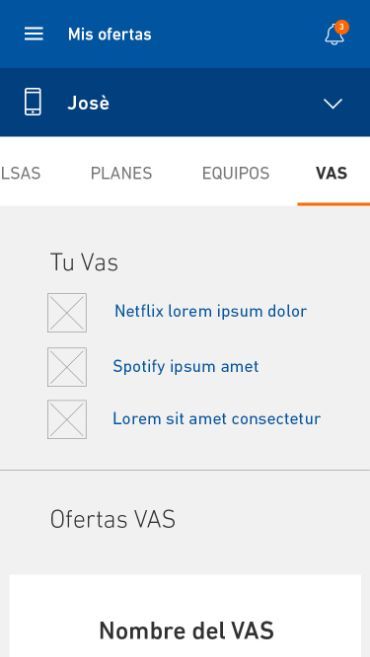 Mis ofertas
3
Josè
LSAS PLANES EQUIPOS VAS
Tu Vas
Netflix lorem ipsum dolor
Spotify ipsum amet
Lorem sit amet consectetur
Ofertas VAS
Nombre del VAS